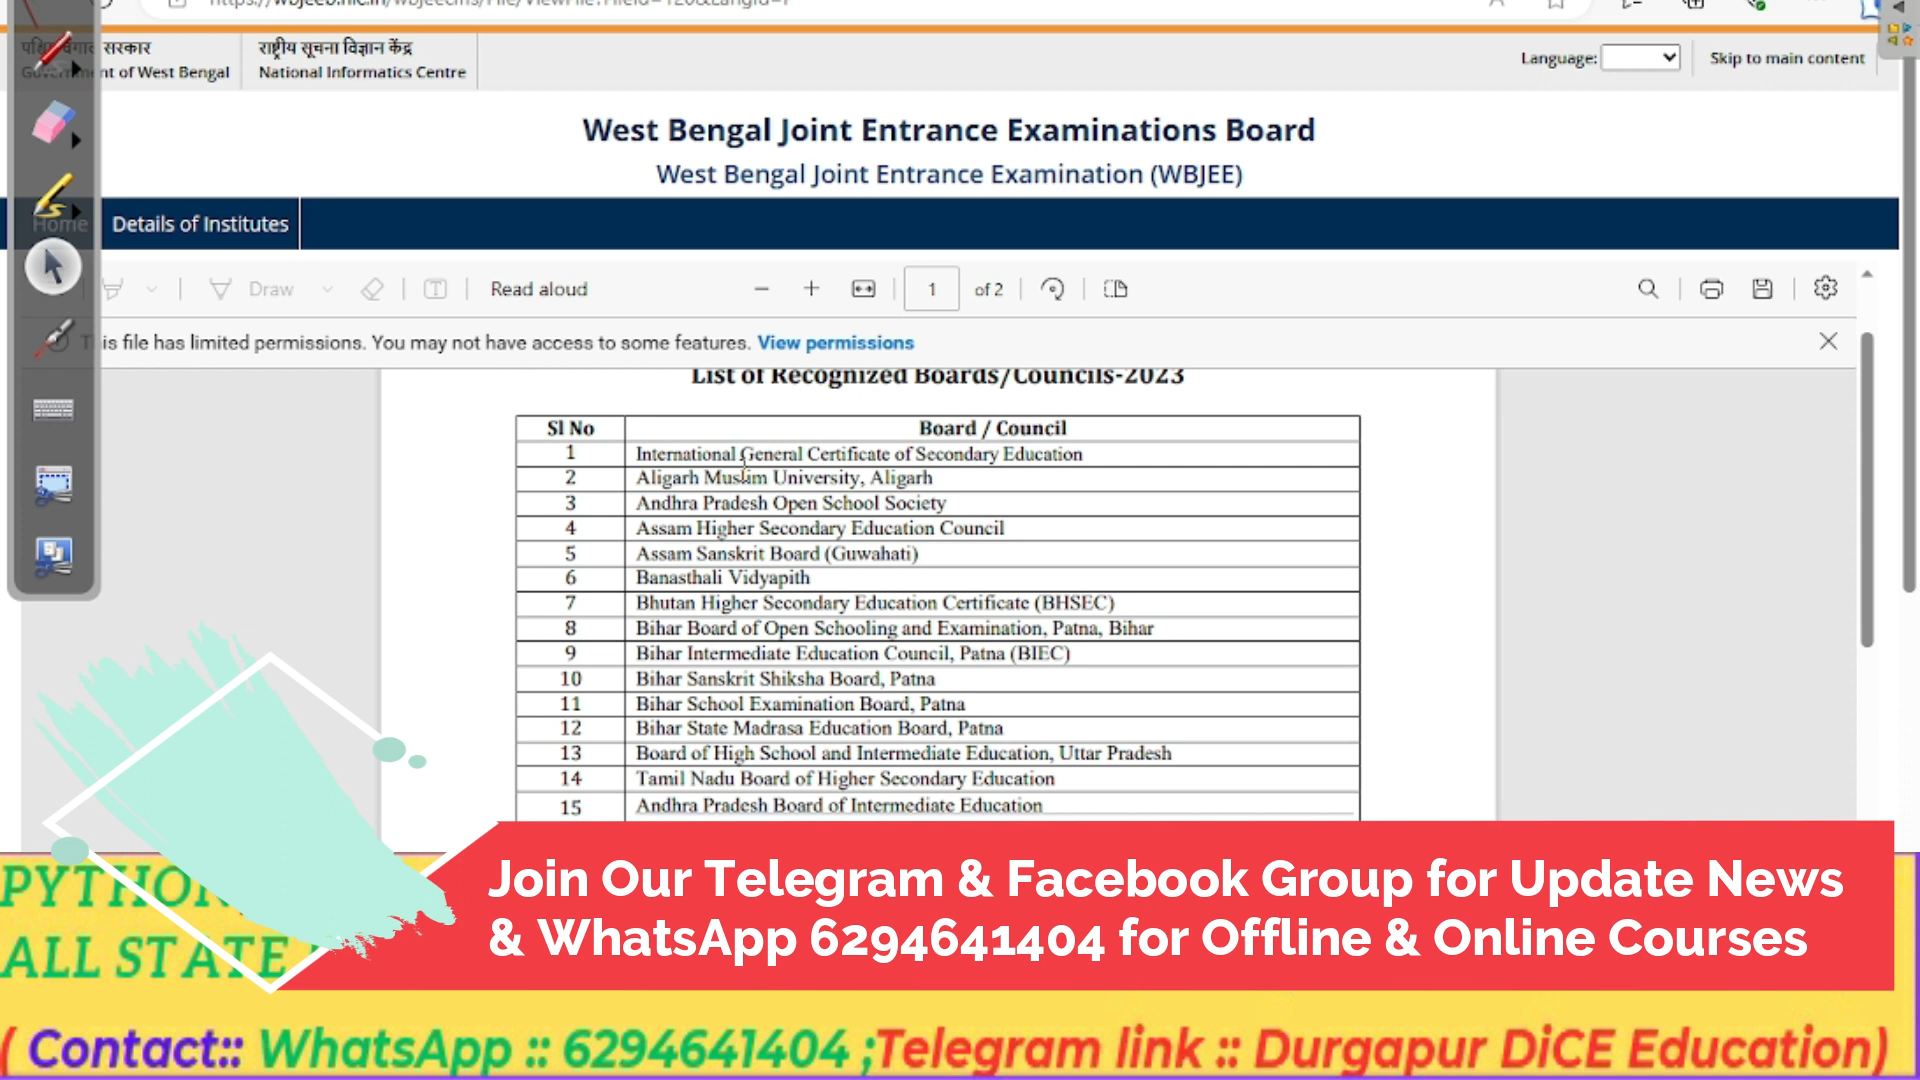 सरकार
राष्ट्रीय सूचना विज्ञान केंद्र
Government of West Bengal
National Informatics Centre
Language:
Skip to main content
West Bengal Joint Entrance Examinations Board
West Bengal Joint Entrance Examination (WBJEE)
Home
Details of Institutes
Draw
Read aloud
1
of 2
is file has limited permissions. You may not have access to some features. View permissions
List of Recognized Boards/Councils-2023
Sl No Board / Council
1 International General Certificate of Secondary Education
2 Aligarh Muslim University, Aligarh
3 Andhra Pradesh Open School Society
4 Assam Higher Secondary Education Council
5 Assam Sanskrit Board (Guwahati)
6 Banasthali Vidyapith
7 Bhutan Higher Secondary Education Certificate (BHSEC)
8 Bihar Board of Open Schooling and Examination, Patna, Bihar
9 Bihar Intermediate Education Council, Patna (BIEC)
10 Bihar Sanskrit Shiksha Board, Patna
11 Bihar School Examination Board, Patna
12 Bihar State Madrasa Education Board, Patna
13 Board of High School and Intermediate Education, Uttar Pradesh
14 Tamil Nadu Board of Higher Secondary Education
15 Andhra Pradesh Board of Intermediate Education
Join Our Telegram & Facebook Group for Update News
& WhatsApp 6294641404 for Offline & Online Courses
PYTHON
ALL STATE
( Contact:: WhatsApp :: 6294641404 ;Telegram link :: Durgapur DiCE Education)